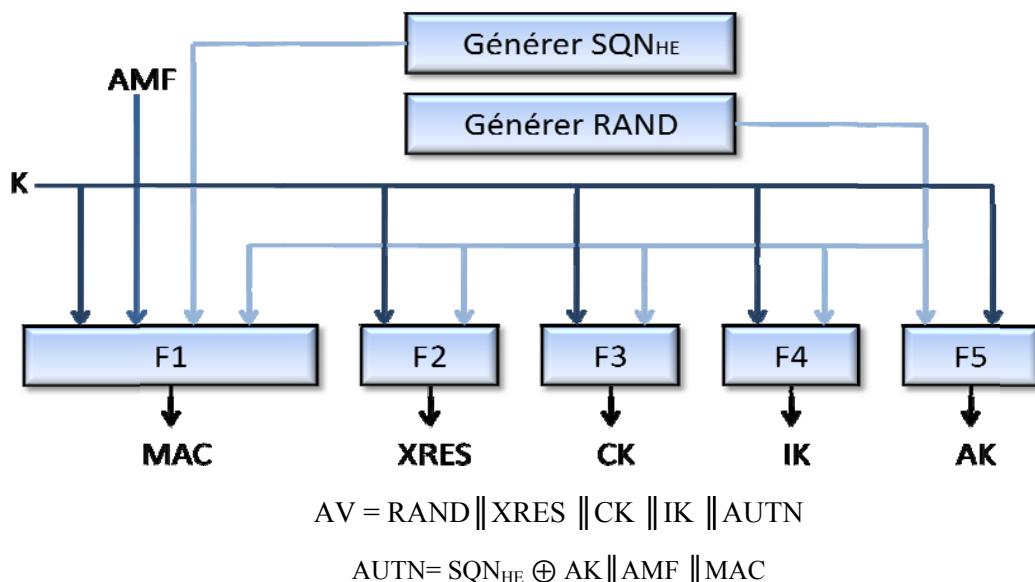 Générer SQNHE
AMF
Générer RAND
K
F1 F2 F3 F4 F5
MAC XRES CK IK AK
AV = RAND‖XRES ‖CK ‖IK ‖AUTN
AUTN= SQNHE ⊕ AK‖AMF ‖MAC